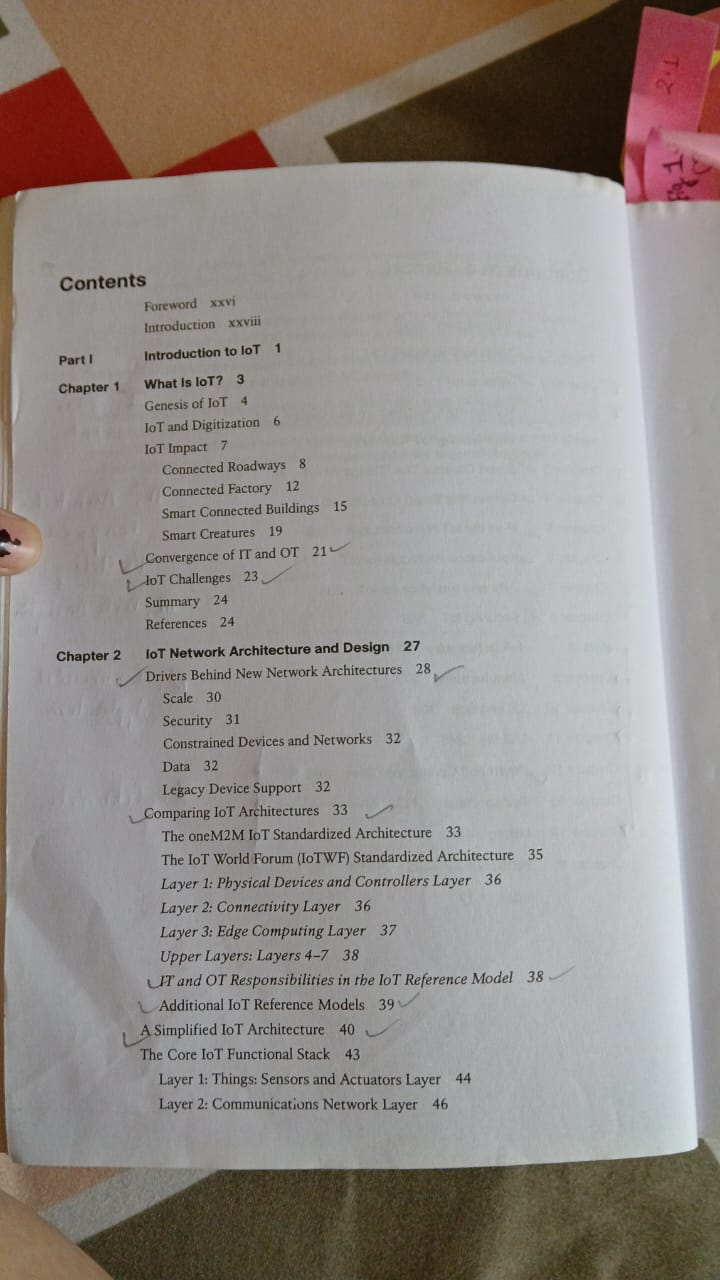 Contents
Foreword xxvi
Introduction xxviii
Part I Introduction to IoT 1
Chapter 1 What Is IoT? 3
Genesis of IoT 4
IoT and Digitization 6
IoT Impact 7
Connected Roadways 8
Connected Factory 12
Smart Connected Buildings 15
Smart Creatures 19
Convergence of IT and OT 21
IoT Challenges 23
Summary 24
References 24
Chapter 2 IoT Network Architecture and Design 27
Drivers Behind New Network Architectures 28
Scale 30
Security 31
Constrained Devices and Networks 32
Data 32
Legacy Device Support 32
Comparing IoT Architectures 33
The oneM2M IoT Standardized Architecture 33
The IoT World Forum (IoTWF) Standardized Architecture 35
Layer 1: Physical Devices and Controllers Layer 36
Layer 2: Connectivity Layer 36
Layer 3: Edge Computing Layer 37
Upper Layers: Layers 4–7 38
IT and OT Responsibilities in the IoT Reference Model 38
Additional IoT Reference Models 39
A Simplified IoT Architecture 40
The Core IoT Functional Stack 43
Layer 1: Things: Sensors and Actuators Layer 44
Layer 2: Communications Network Layer 46
2.1